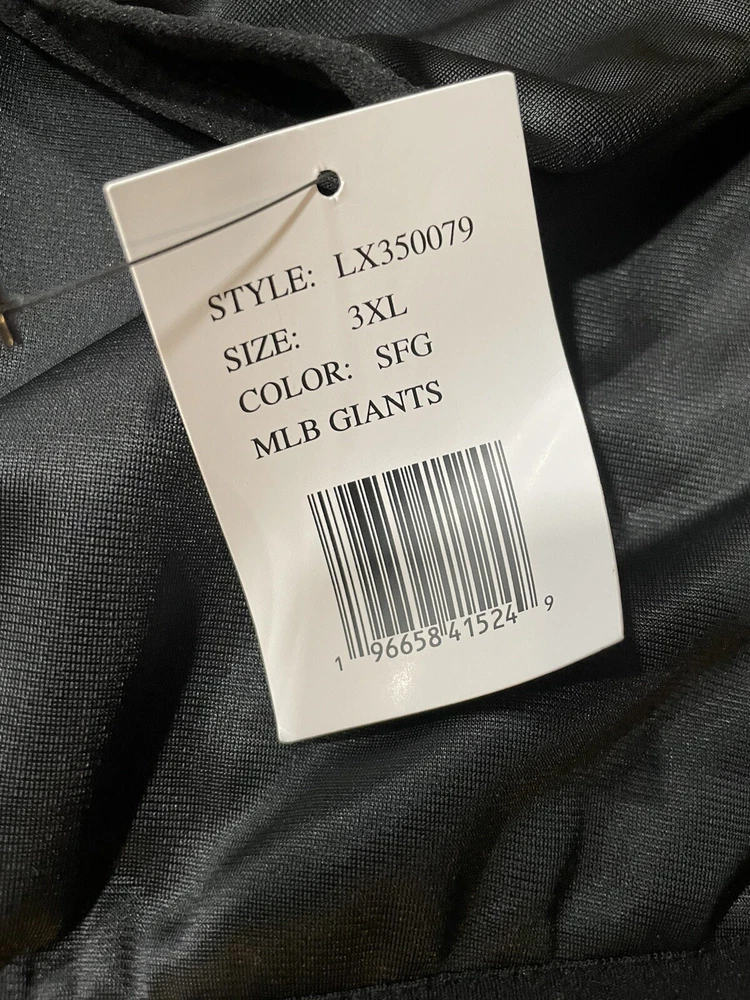 STYLE: LX350079
SIZE: 3XL
COLOR: SFG
MLB GIANTS
1 96658 41524 9